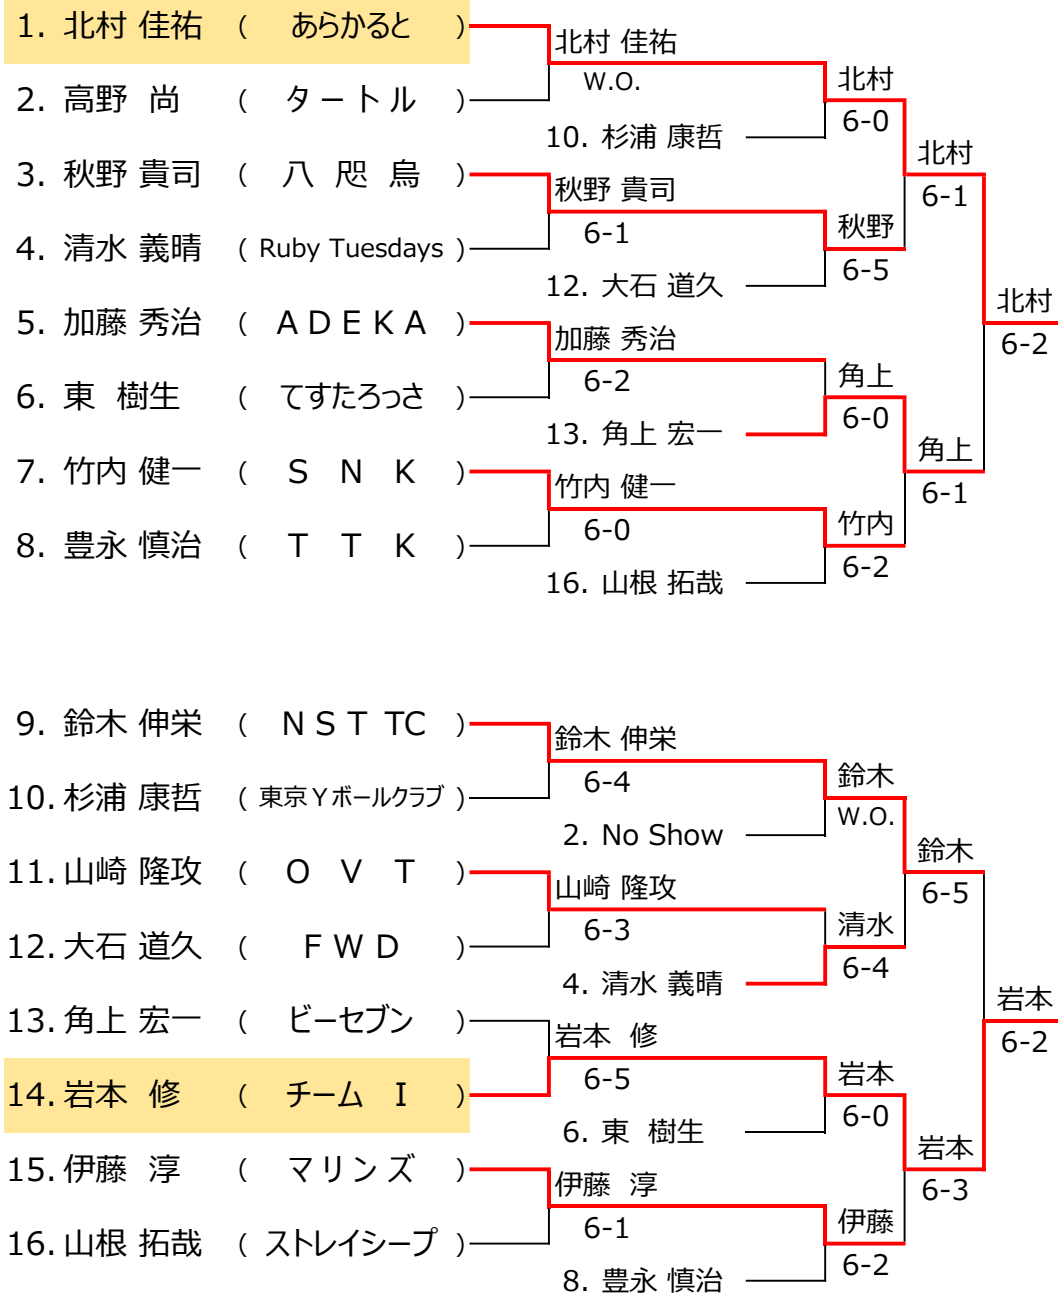 1. 北村 佳祐 ( あらかると )
北村 佳祐
W.O.
北村
2. 高野 尚 ( タートル )
6-0
10. 杉浦 康哲
北村
3. 秋野 貴司 ( 八 咫 烏 )
秋野 貴司
6-1
6-1
秋野
4. 清水 義晴 ( Ruby Tuesdays )
6-5
12. 大石 道久
北村
5. 加藤 秀治 ( A D E K A )
加藤 秀治
6-2
6-2
角上
6. 東 樹生 ( てすたろっさ )
6-0
13. 角上 宏一
角上
7. 竹内 健一 ( S N K )
竹内 健一
6-1
6-0
竹内
8. 豊永 慎治 ( T T K )
6-2
16. 山根 拓哉
9. 鈴木 伸栄 ( N S T TC )
鈴木 伸栄
6-4
鈴木
10. 杉浦 康哲 ( 東京Yボールクラブ )
W.O.
2. No Show
鈴木
11. 山崎 隆攻 ( O V T )
山崎 隆攻
6-5
6-3
清水
12. 大石 道久 ( F W D )
6-4
4. 清水 義晴
岩本
13. 角上 宏一 ( ビーセブン )
岩本 修
6-2
6-5
岩本
14. 岩本 修 ( チーム I )
6-0
6. 東 樹生
岩本
15. 伊藤 淳 ( マリンズ )
伊藤 淳
6-3
6-1
伊藤
16. 山根 拓哉 ( ストレイシープ )
6-2
8. 豊永 慎治